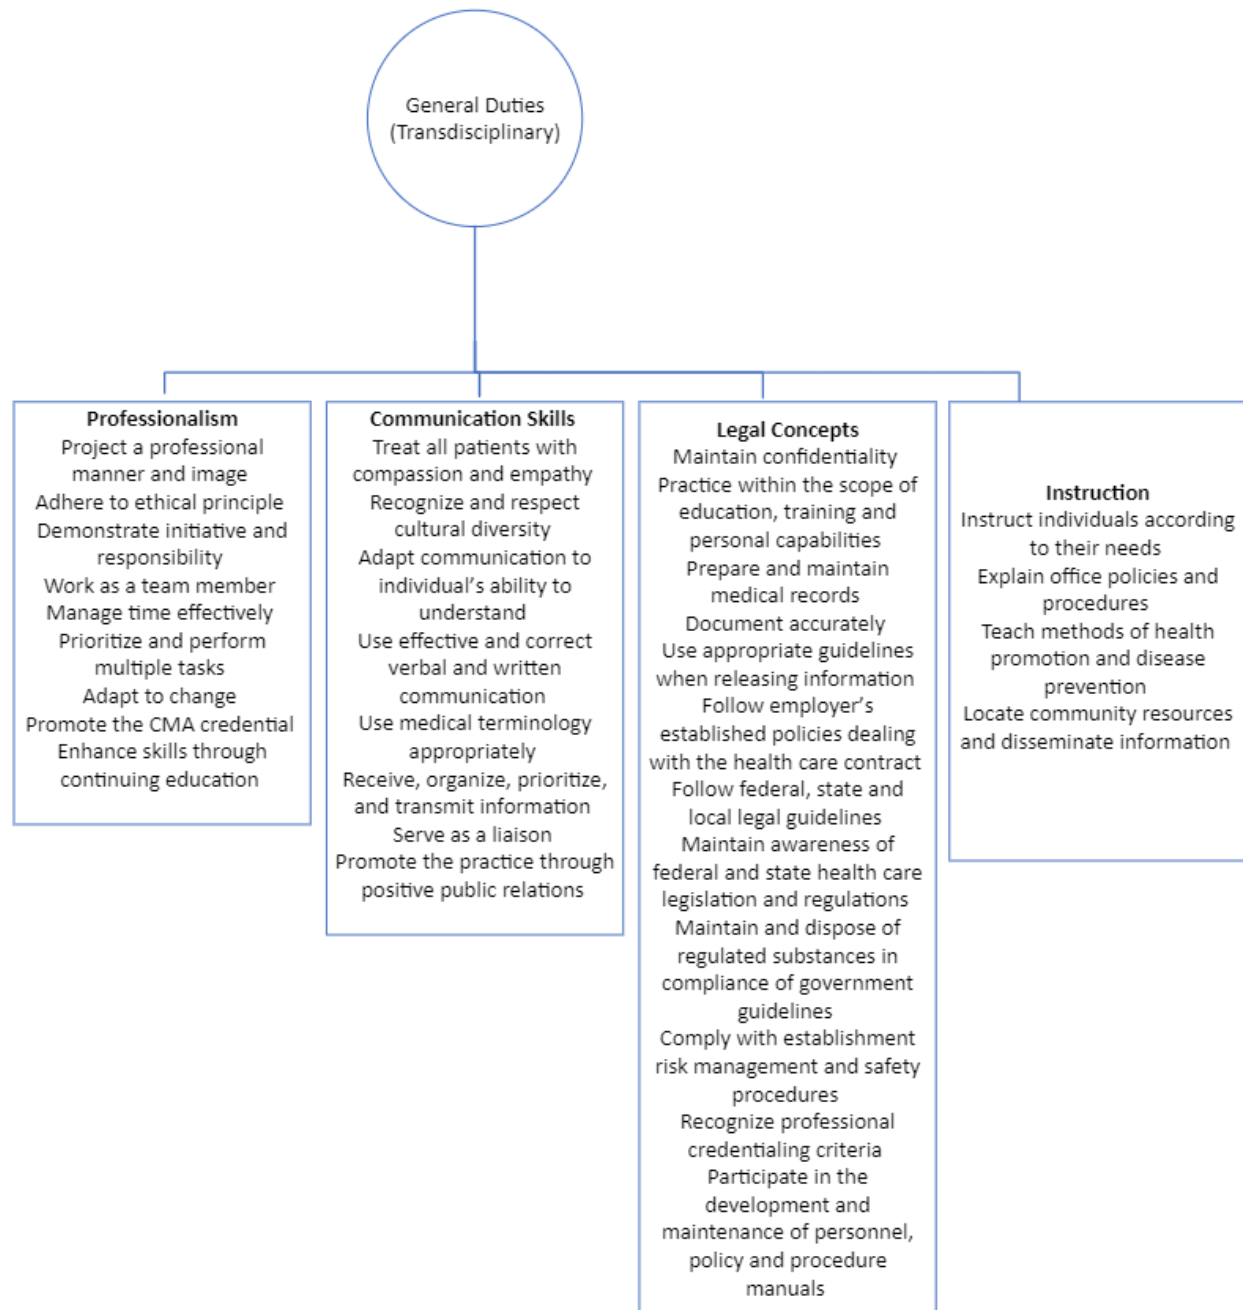 General Duties
(Transdisciplinary)
Professionalism
Project a professional
manner and image
Adhere to ethical principle
Demonstrate initiative and
responsibility
Work as a team member
Manage time effectively
Prioritize and perform
multiple tasks
Adapt to change
Promote the CMA credential
Enhance skills through
continuing education
Communication Skills
Treat all patients with
compassion and empathy
Recognize and respect
cultural diversity
Adapt communication to
individual's ability to
understand
Use effective and correct
verbal and written
communication
Use medical terminology
appropriately
Receive, organize, prioritize,
and transmit information
Serve as a liaison
Promote the practice through
positive public relations
Legal Concepts
Maintain confidentiality
Practice within the scope of
education, training and
personal capabilities
Prepare and maintain
medical records
Document accurately
Use appropriate guidelines
when releasing information
Follow employer's
established policies dealing
with the health care contract
Follow federal, state and
local legal guidelines
Maintain awareness of
federal and state health care
legislation and regulations
Maintain and dispose of
regulated substances in
compliance of government
guidelines
Comply with establishment
risk management and safety
procedures
Recognize professional
credentialing criteria
Participate in the
development and
maintenance of personnel,
policy and procedure
manuals
Instruction
Instruct individuals according
to their needs
Explain office policies and
procedures
Teach methods of health
promotion and disease
prevention
Locate community resources
and disseminate information